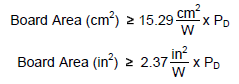 Board Area (cm²) ≥ 15.29 cm²/W x P_D
Board Area (in²) ≥ 2.37 in²/W x P_D